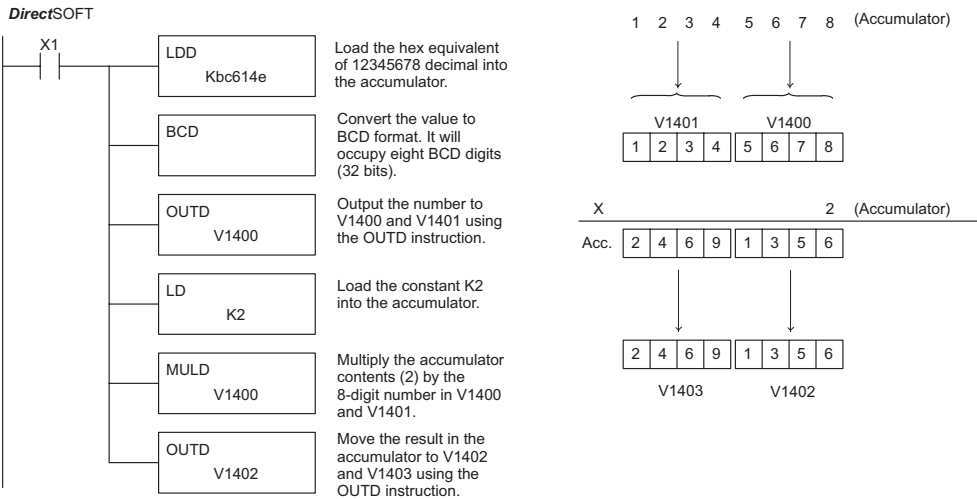 DirectSOFT
X1
LDD
Kbc614e
Load the hex equivalent
of 12345678 decimal into
the accumulator.
BCD
Convert the value to
BCD format. It will
occupy eight BCD digits
(32 bits).
OUTD
V1400
Output the number to
V1400 and V1401 using
the OUTD instruction.
LD
K2
Load the constant K2
into the accumulator.
MULD
V1400
Multiply the accumulator
contents (2) by the
8-digit number in V1400
and V1401.
OUTD
V1402
Move the result in the
accumulator to V1402
and V1403 using the
OUTD instruction.
1 2 3 4 5 6 7 8 (Accumulator)
V1401 V1400
1 2 3 4 5 6 7 8
X 2 (Accumulator)
Acc. 2 4 6 9 1 3 5 6
2 4 6 9 1 3 5 6
V1403 V1402